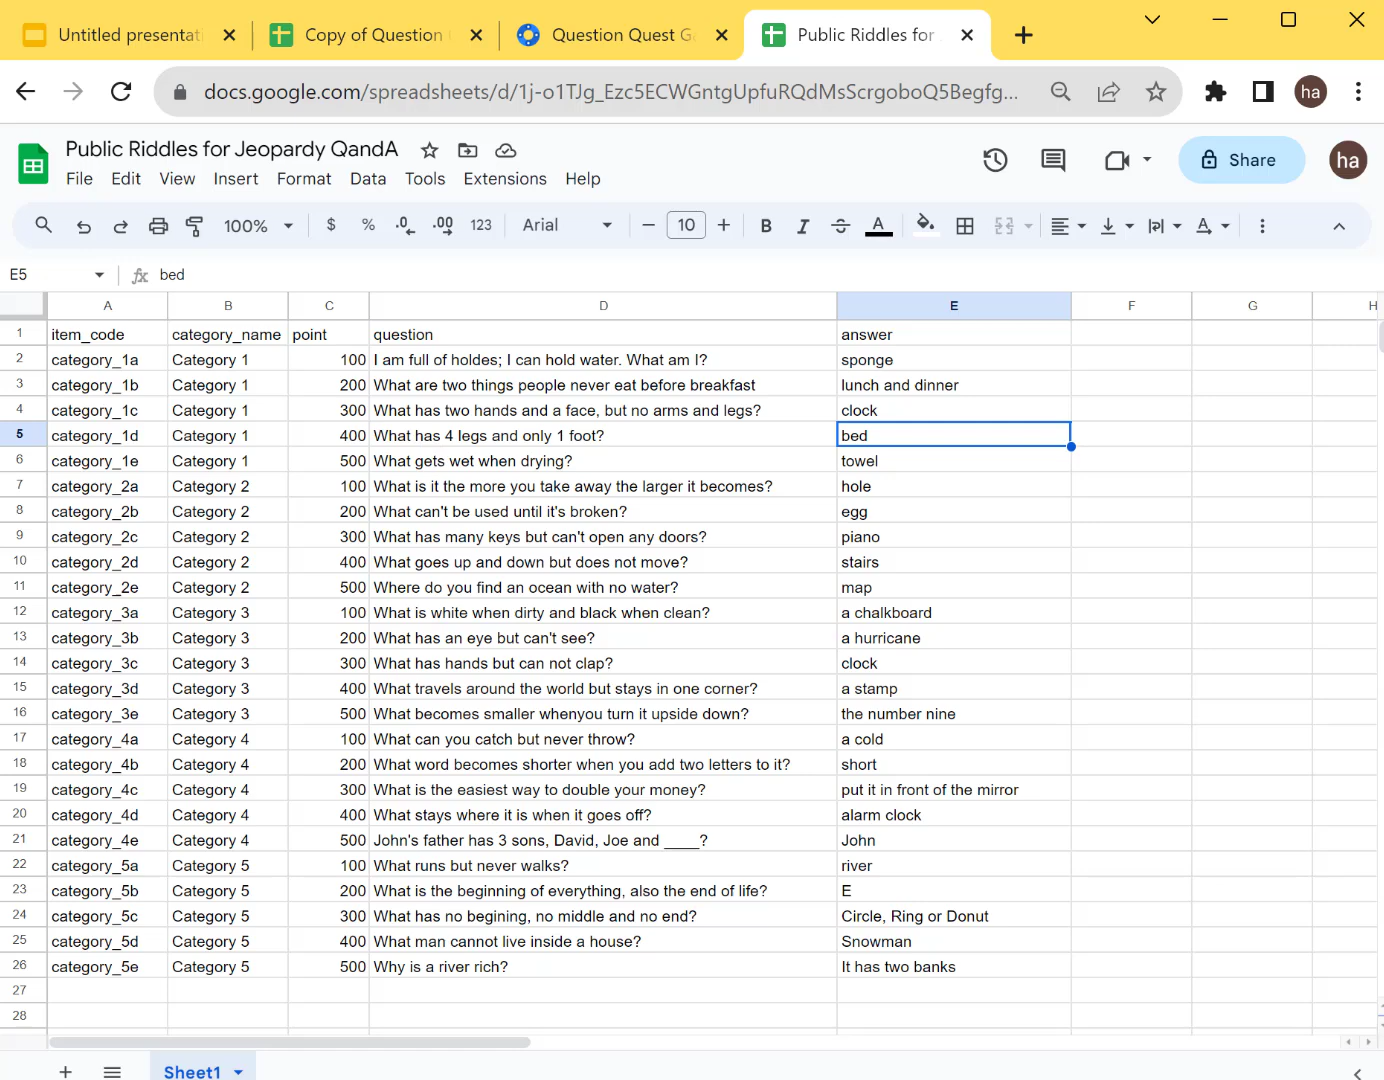 Untitled presentati
Copy of Question
Question Quest G
Public Riddles for
docs.google.com/spreadsheets/d/1j-o1TJg_Ezc5ECWGntgUpfuRQdMsScrgoboQ5Begfg...
ha
Public Riddles for Jeopardy QandA
File Edit View Insert Format Data Tools Extensions Help
Share
ha
100% $ % .0 .00 123 Arial 10 B I A
E5 fx bed
A B C D E F G H
1 item_code category_name point question answer
2 category_1a Category 1 100 I am full of holdes; I can hold water. What am I? sponge
3 category_1b Category 1 200 What are two things people never eat before breakfast lunch and dinner
4 category_1c Category 1 300 What has two hands and a face, but no arms and legs? clock
5 category_1d Category 1 400 What has 4 legs and only 1 foot? bed
6 category_1e Category 1 500 What gets wet when drying? towel
7 category_2a Category 2 100 What is it the more you take away the larger it becomes? hole
8 category_2b Category 2 200 What can't be used until it's broken? egg
9 category_2c Category 2 300 What has many keys but can't open any doors? piano
10 category_2d Category 2 400 What goes up and down but does not move? stairs
11 category_2e Category 2 500 Where do you find an ocean with no water? map
12 category_3a Category 3 100 What is white when dirty and black when clean? a chalkboard
13 category_3b Category 3 200 What has an eye but can't see? a hurricane
14 category_3c Category 3 300 What has hands but can not clap? clock
15 category_3d Category 3 400 What travels around the world but stays in one corner? a stamp
16 category_3e Category 3 500 What becomes smaller whenyou turn it upside down? the number nine
17 category_4a Category 4 100 What can you catch but never throw? a cold
18 category_4b Category 4 200 What word becomes shorter when you add two letters to it? short
19 category_4c Category 4 300 What is the easiest way to double your money? put it in front of the mirror
20 category_4d Category 4 400 What stays where it is when it goes off? alarm clock
21 category_4e Category 4 500 John's father has 3 sons, David, Joe and ____? John
22 category_5a Category 5 100 What runs but never walks? river
23 category_5b Category 5 200 What is the beginning of everything, also the end of life? E
24 category_5c Category 5 300 What has no begining, no middle and no end? Circle, Ring or Donut
25 category_5d Category 5 400 What man cannot live inside a house? Snowman
26 category_5e Category 5 500 Why is a river rich? It has two banks
27
28
Sheet1